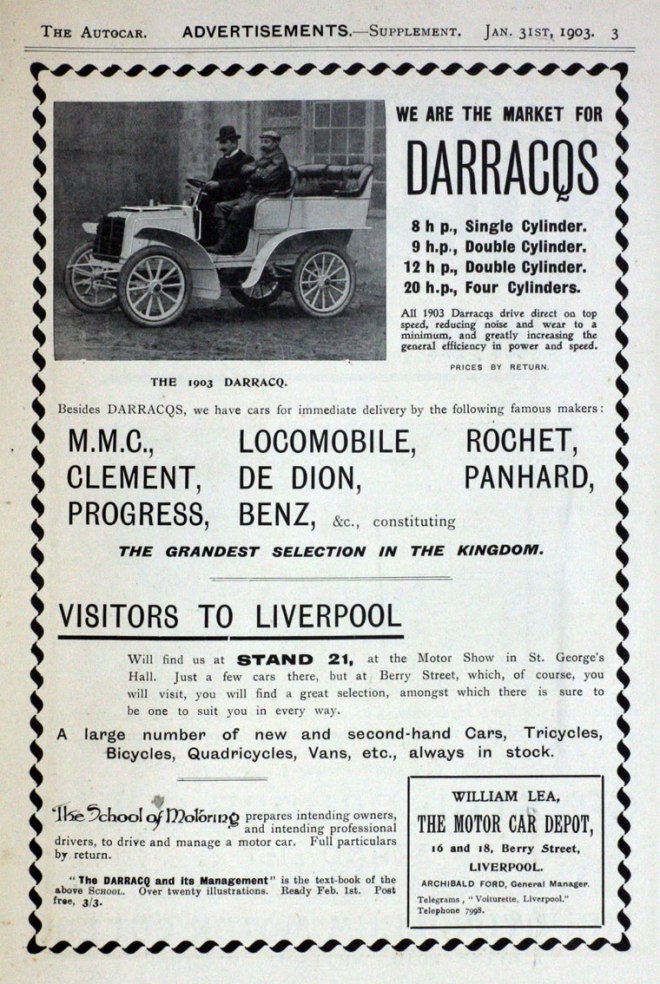 THE AUTOCAR. ADVERTISEMENTS.—SUPPLEMENT. JAN. 31ST, 1903. 3
WE ARE THE MARKET FOR
DARRACQS
8 h p., Single Cylinder.
9 h.p., Double Cylinder.
12 h p., Double Cylinder.
20 h.p., Four Cylinders.
All 1903 Darracqs drive direct on top
speed, reducing noise and wear to a
minimum, and greatly increasing the
general efficiency in power and speed.
PRICES BY RETURN.
THE 1903 DARRACQ.
Besides DARRACQS, we have cars for immediate delivery by the following famous makers:
M.M.C., LOCOMOBILE, ROCHET,
CLEMENT, DE DION, PANHARD,
PROGRESS, BENZ, &c., constituting
THE GRANDEST SELECTION IN THE KINGDOM.
VISITORS TO LIVERPOOL
Will find us at STAND 21, at the Motor Show in St. George's
Hall. Just a few cars there, but at Berry Street, which, of course, you
will visit, you will find a great selection, amongst which there is sure to
be one to suit you in every way.
A large number of new and second-hand Cars, Tricycles,
Bicycles, Quadricycles, Vans, etc., always in stock.
The School of Motoring prepares intending owners,
and intending professional
drivers, to drive and manage a motor car. Full particulars
by return.
"The DARRACQ and its Management" is the text-book of the
above SCHOOL. Over twenty illustrations. Ready Feb. 1st. Post
free, 3/3.
WILLIAM LEA,
THE MOTOR CAR DEPOT,
16 and 18, Berry Street,
LIVERPOOL.
ARCHIBALD FORD, General Manager.
Telegrams, "Voiturette, Liverpool."
Telephone 7998.